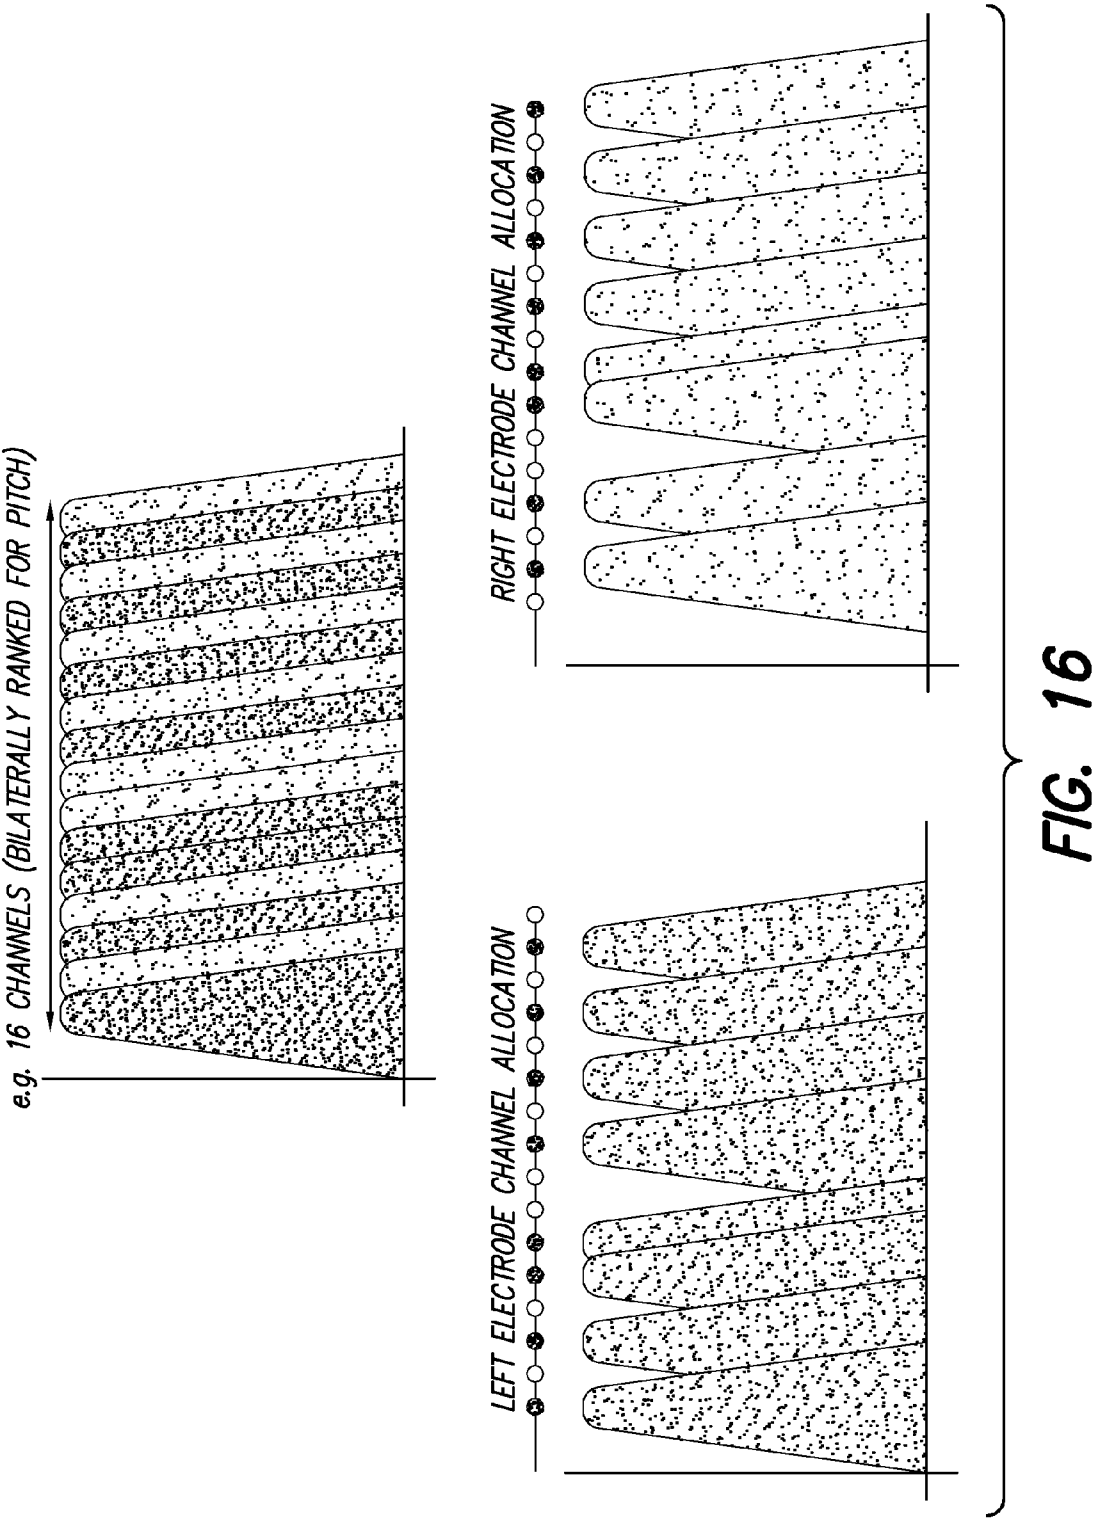 e.g. 16 CHANNELS (BILATERALLY RANKED FOR PITCH)
LEFT ELECTRODE CHANNEL ALLOCATION
RIGHT ELECTRODE CHANNEL ALLOCATION
FIG. 16